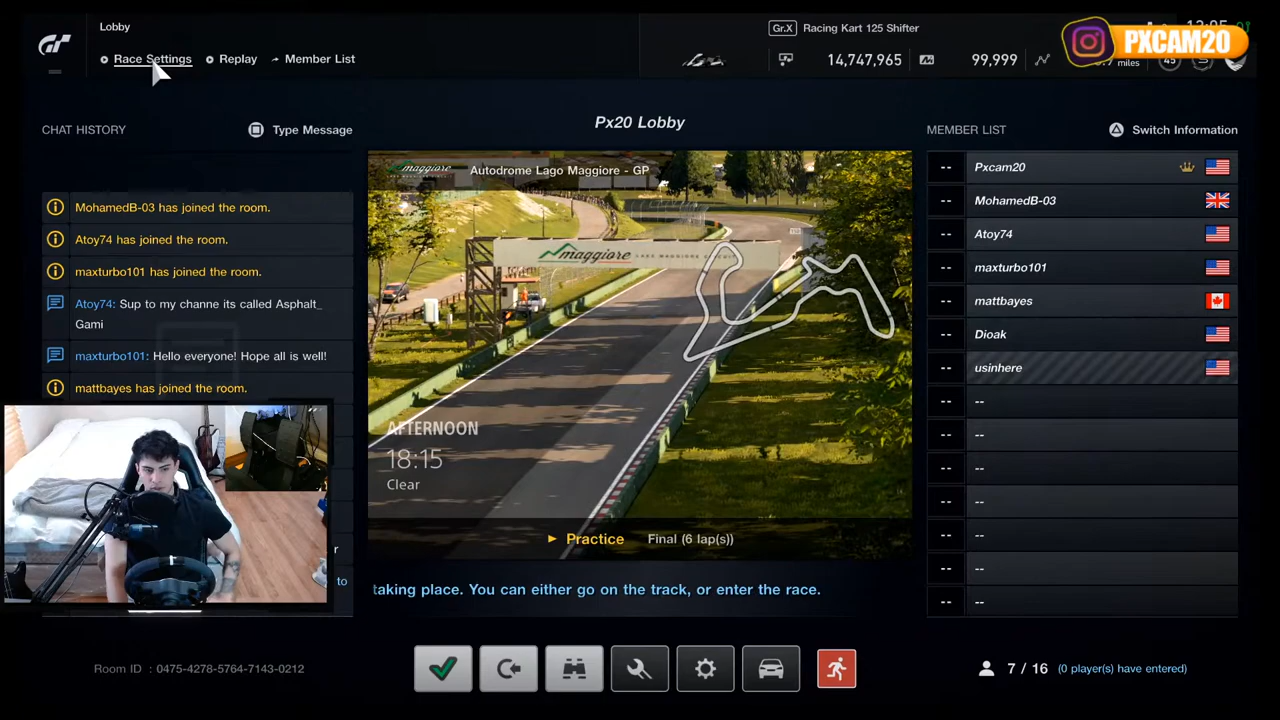 Lobby
Race Settings
Replay
Member List
Gr.X Racing Kart 125 Shifter
14,747,965
99,999
miles
45
PXCAM20
CHAT HISTORY
Type Message
MohamedB-03 has joined the room.
Atoy74 has joined the room.
maxturbo101 has joined the room.
Atoy74: Sup to my channe its called Asphalt_
Gami
maxturbo101: Hello everyone! Hope all is well!
mattbayes has joined the room.
r
to
Px20 Lobby
maggiore
Autodrome Lago Maggiore - GP
maggiore
AFTERNOON
18:15
Clear
Practice
Final (6 lap(s))
taking place. You can either go on the track, or enter the race.
MEMBER LIST
Switch Information
-- Pxcam20
-- MohamedB-03
-- Atoy74
-- maxturbo101
-- mattbayes
-- Dioak
-- usinhere
-- --
-- --
-- --
-- --
-- --
-- --
-- --
Room ID : 0475-4278-5764-7143-0212
7 / 16 (0 player(s) have entered)